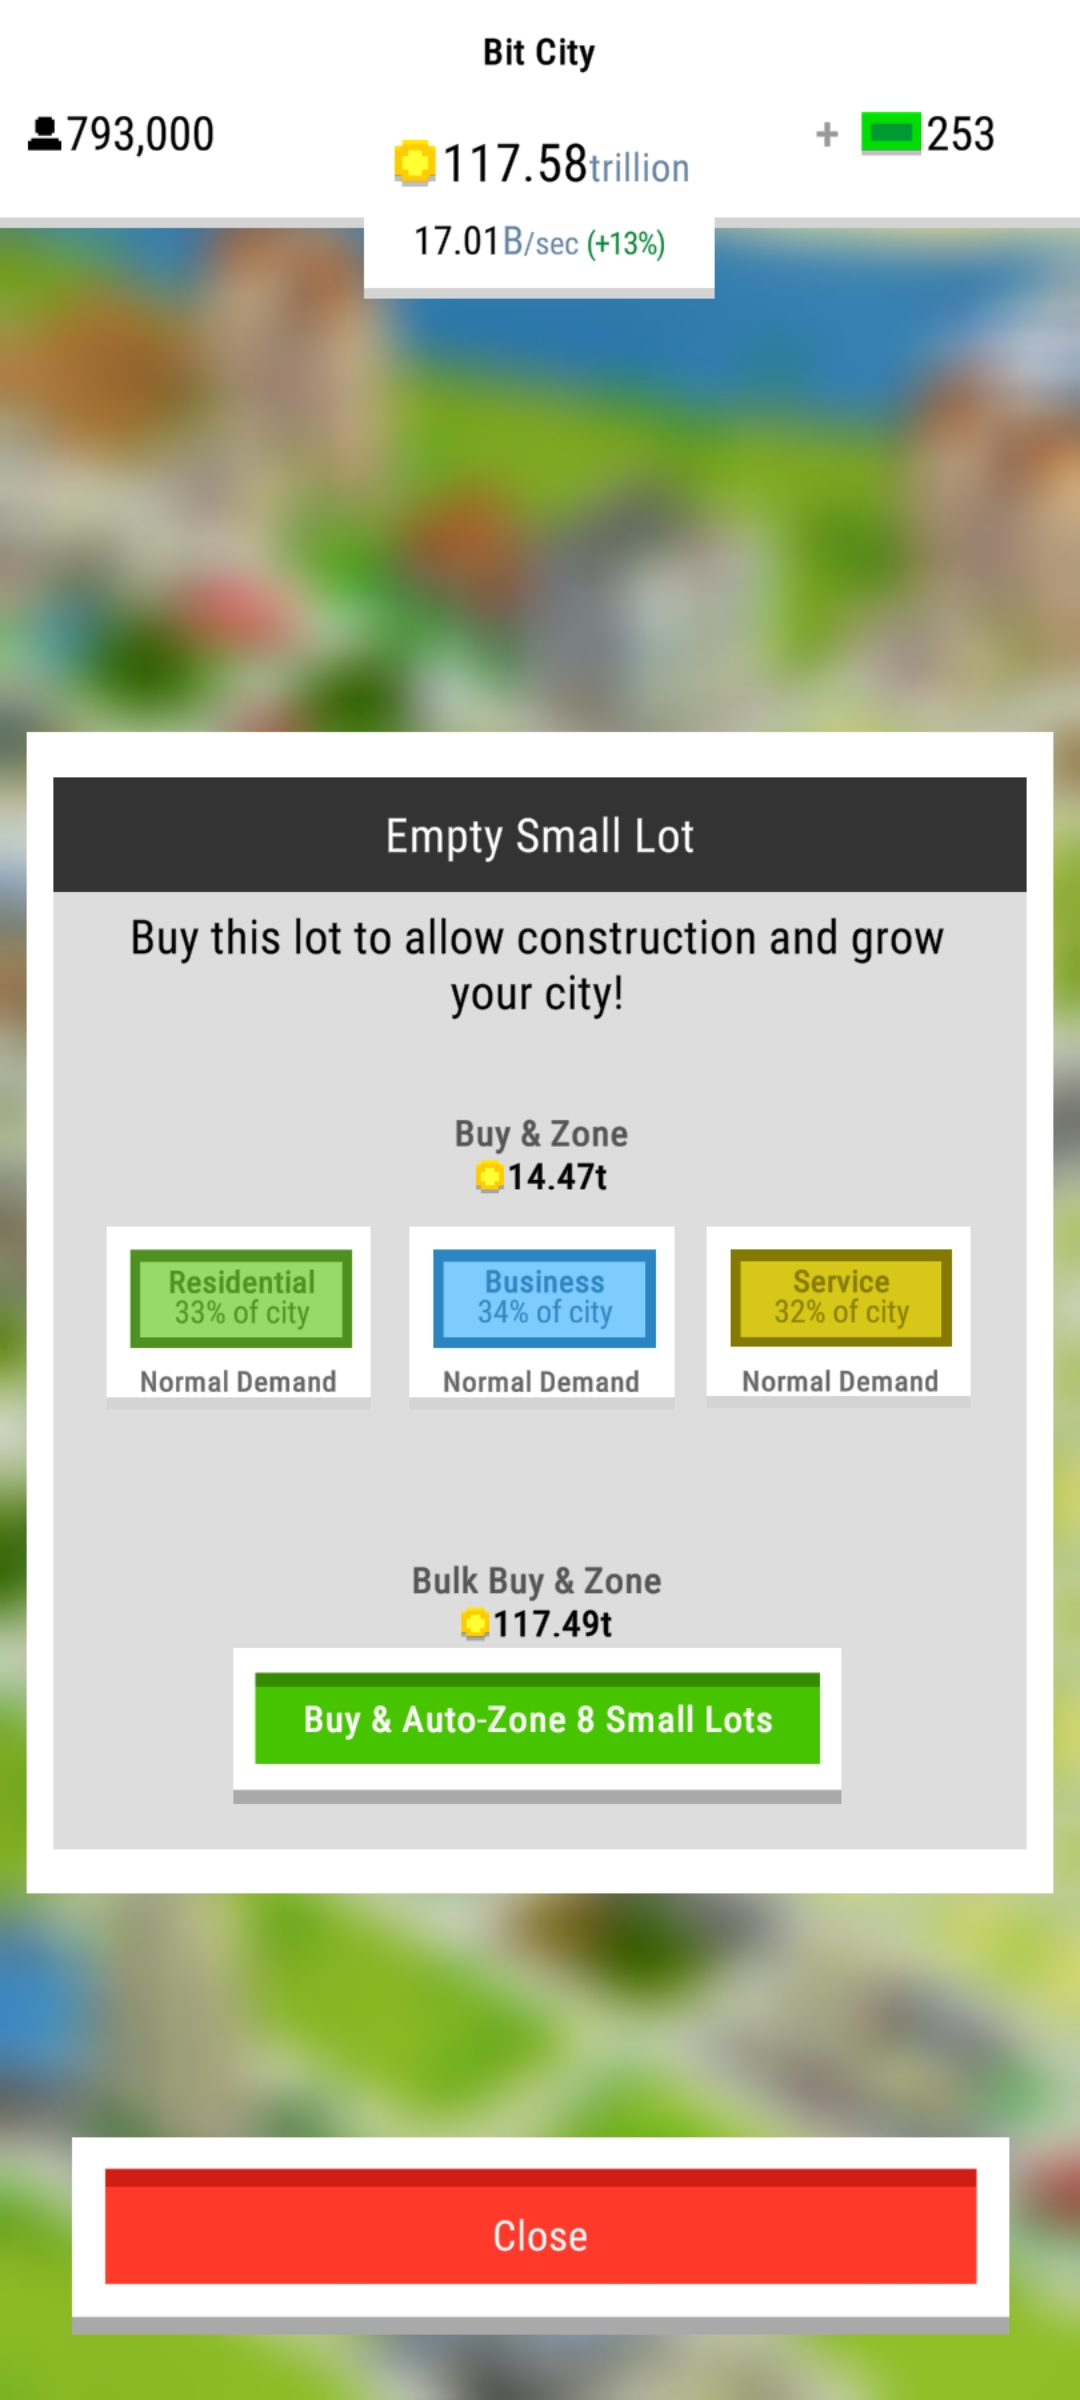 Bit City
793,000
117.58trillion
+ 253
17.01B/sec (+13%)
Empty Small Lot
Buy this lot to allow construction and grow
your city!
Buy & Zone
14.47t
Residential
33% of city
Normal Demand
Business
34% of city
Normal Demand
Service
32% of city
Normal Demand
Bulk Buy & Zone
117.49t
Buy & Auto-Zone 8 Small Lots
Close